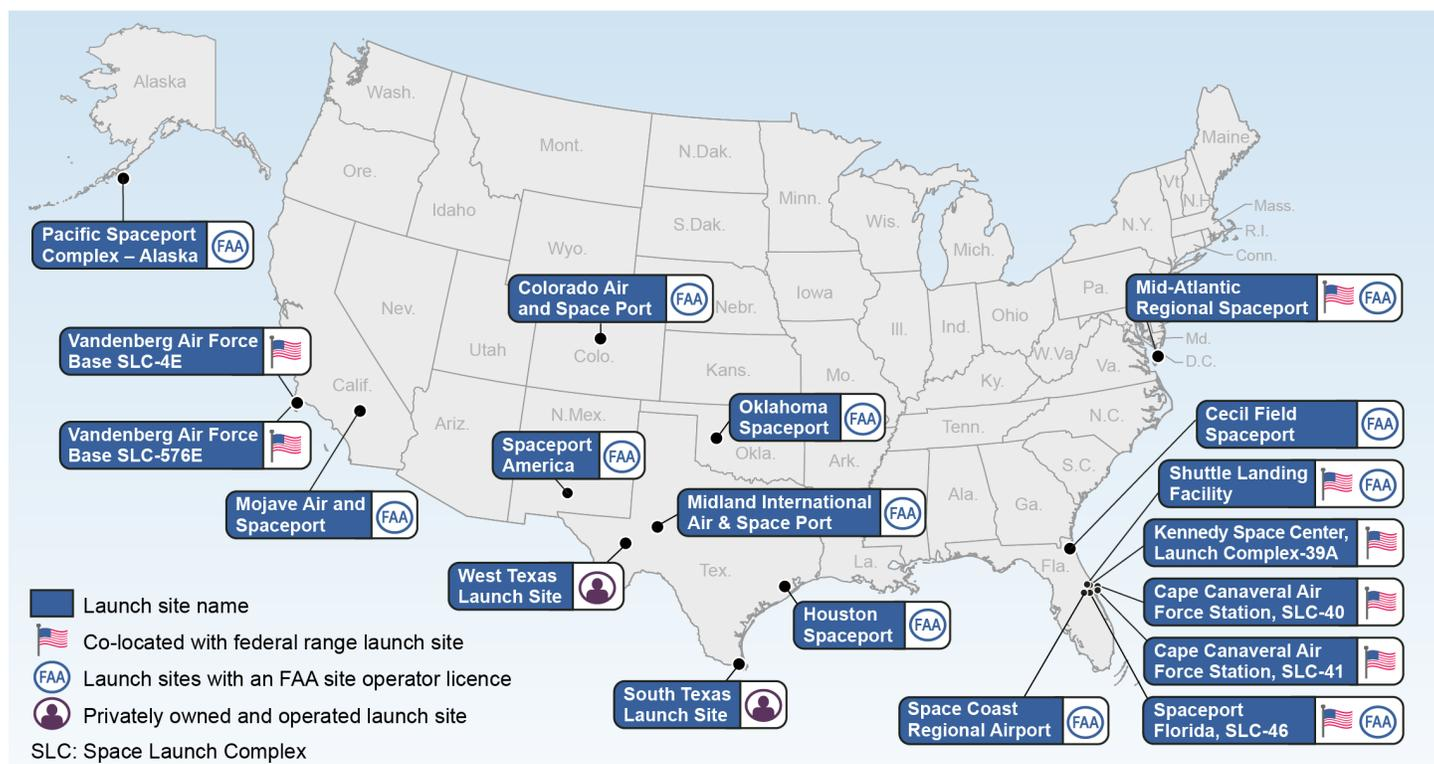 Alaska
Wash.
Mont.
N.Dak.
Minn.
Maine
Vt.
N.H.
Ore.
Idaho
S.Dak.
Wis.
Mich.
N.Y.
Mass.
R.I.
Conn.
Wyo.
Nebr.
Iowa
Pa.
Nev.
Utah
Colo.
Kans.
Mo.
Ill.
Ind.
Ohio
W.Va.
Va.
Md.
D.C.
Calif.
Ariz.
N.Mex.
Okla.
Ark.
Ky.
Tenn.
N.C.
S.C.
Ala.
Ga.
Tex.
La.
Fla.
Pacific Spaceport
Complex – Alaska
FAA
Colorado Air
and Space Port
FAA
Mid-Atlantic
Regional Spaceport
FAA
Vandenberg Air Force
Base SLC-4E
Vandenberg Air Force
Base SLC-576E
Mojave Air and
Spaceport
FAA
Spaceport
America
FAA
Oklahoma
Spaceport
FAA
Midland International
Air & Space Port
FAA
West Texas
Launch Site
Houston
Spaceport
FAA
South Texas
Launch Site
Cecil Field
Spaceport
FAA
Shuttle Landing
Facility
FAA
Kennedy Space Center,
Launch Complex-39A
Cape Canaveral Air
Force Station, SLC-40
Cape Canaveral Air
Force Station, SLC-41
Space Coast
Regional Airport
FAA
Spaceport
Florida, SLC-46
FAA
Launch site name
Co-located with federal range launch site
FAA
Launch sites with an FAA site operator licence
Privately owned and operated launch site
SLC: Space Launch Complex